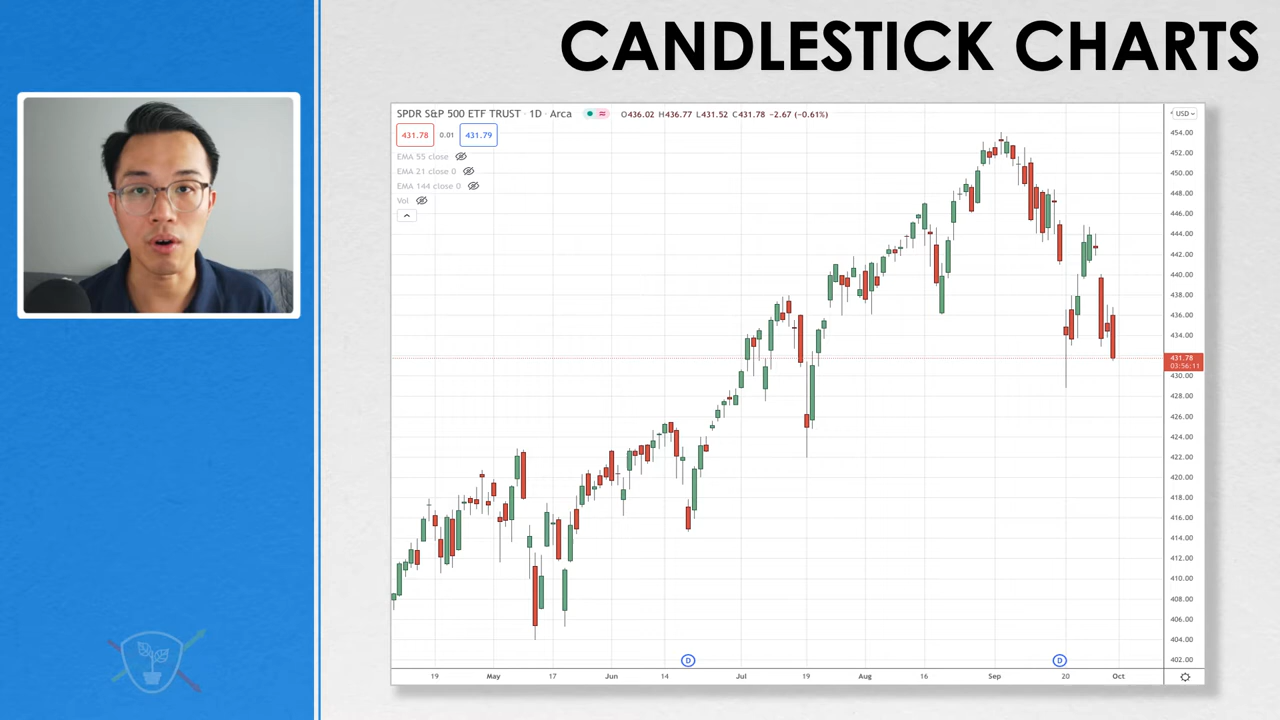 CANDLESTICK CHARTS
SPDR S&P 500 ETF TRUST · 1D · Arca O436.02 H436.77 L431.52 C431.78 −2.67 (−0.61%)
USD
431.78 0.01 431.79
EMA 55 close
EMA 21 close 0
EMA 144 close 0
Vol
454.00
452.00
450.00
448.00
446.00
444.00
442.00
440.00
438.00
436.00
434.00
431.78
03:56:11
430.00
428.00
426.00
424.00
422.00
420.00
418.00
416.00
414.00
412.00
410.00
408.00
406.00
404.00
402.00
D D
19 May 17 Jun 14 Jul 19 Aug 16 Sep 20 Oct